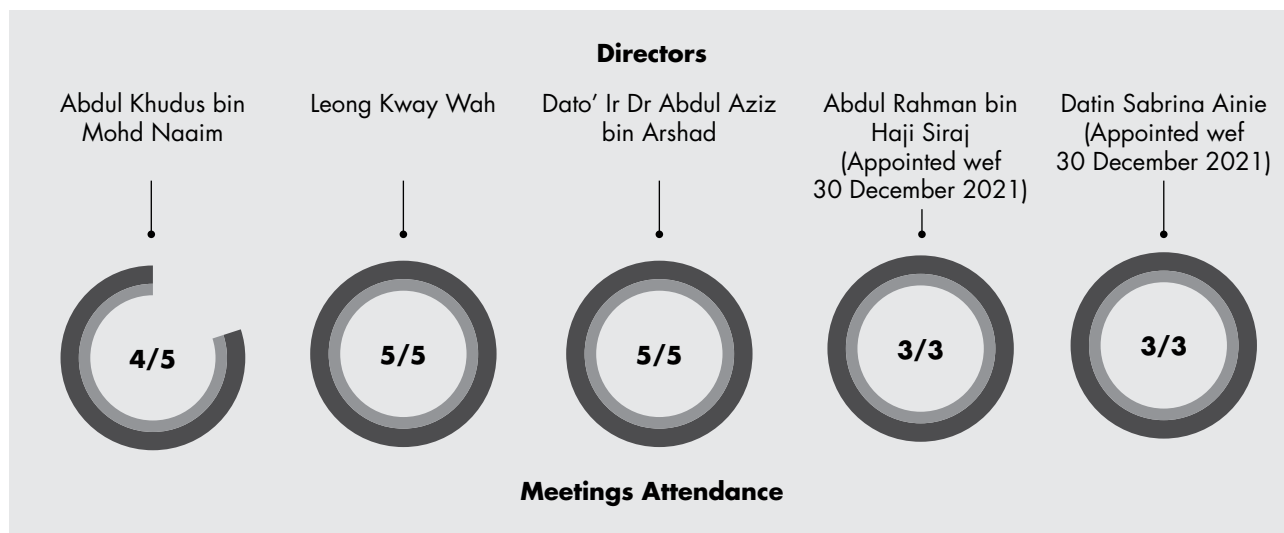 Directors
Abdul Khudus bin
Mohd Naaim
Leong Kway Wah
Dato’ Ir Dr Abdul Aziz
bin Arshad
Abdul Rahman bin
Haji Siraj
(Appointed wef
30 December 2021)
Datin Sabrina Ainie
(Appointed wef
30 December 2021)
4/5
5/5
5/5
3/3
3/3
Meetings Attendance